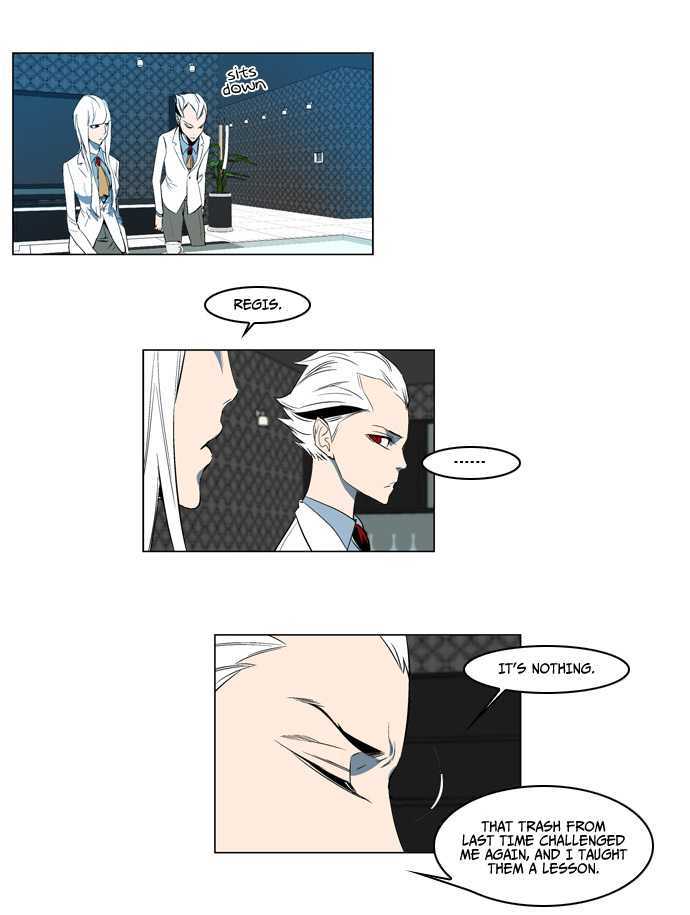 sits
down
REGIS.
------
IT'S NOTHING.
THAT TRASH FROM
LAST TIME CHALLENGED
ME AGAIN, AND I TAUGHT
THEM A LESSON.